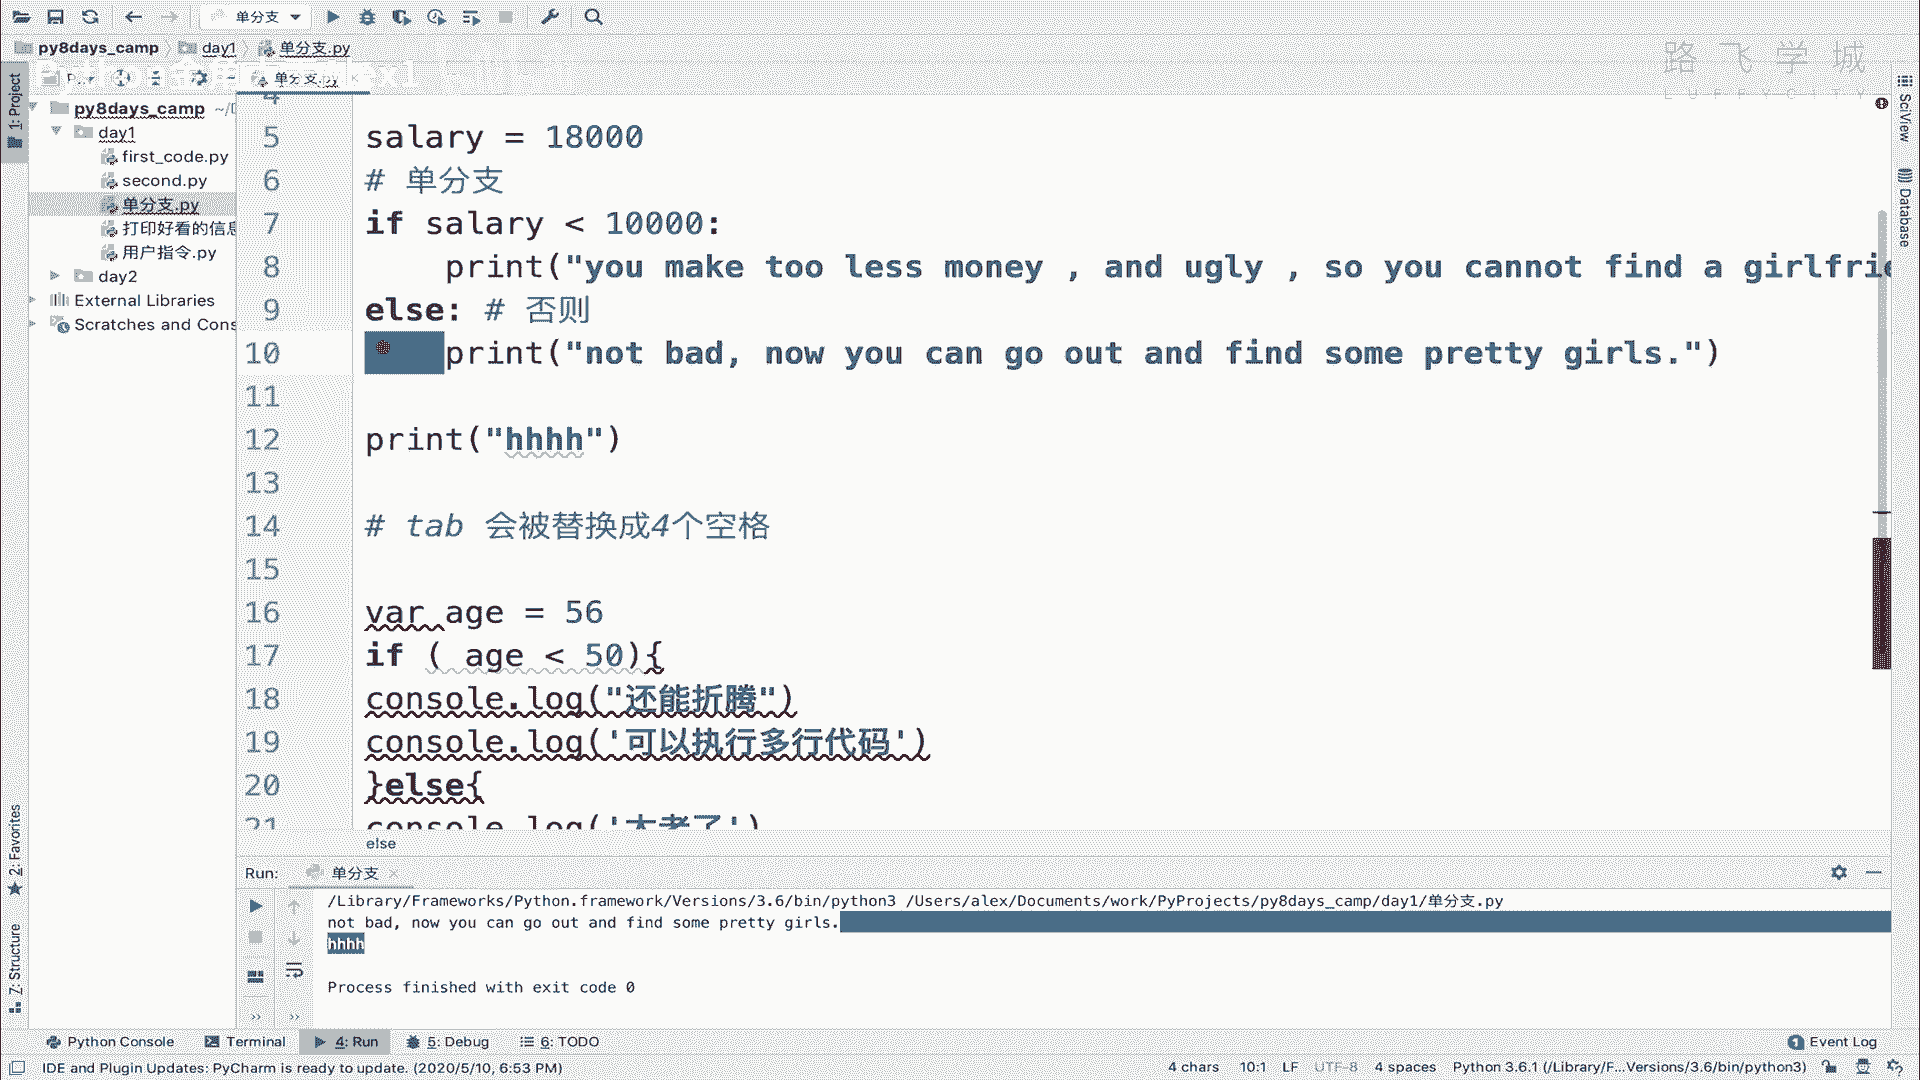 单分支
py8days_camp day1 单分支.py
路飞学城
LUFFYCITY
单分支.py
1: Project
py8days_camp
day1
first_code.py
second.py
单分支.py
打印好看的信息
用户指令.py
day2
External Libraries
Scratches and Cons
4
5 salary = 18000
6 # 单分支
7 if salary < 10000:
8 print("you make too less money , and ugly , so you cannot find a girlfrie
9 else: # 否则
10 print("not bad, now you can go out and find some pretty girls.")
11
12 print("hhhh")
13
14 # tab 会被替换成4个空格
15
16 var age = 56
17 if ( age < 50){
18 console.log("还能折腾")
19 console.log('可以执行多行代码')
20 }else{
21 console.log('太老了')
else
SciView
Database
2: Favorites
Z: Structure
Run: 单分支
/Library/Frameworks/Python.framework/Versions/3.6/bin/python3 /Users/alex/Documents/work/PyProjects/py8days_camp/day1/单分支.py
not bad, now you can go out and find some pretty girls.
hhhh
Process finished with exit code 0
Python Console Terminal 4: Run 5: Debug 6: TODO 1 Event Log
IDE and Plugin Updates: PyCharm is ready to update. (2020/5/10, 6:53 PM) 4 chars 10:1 LF UTF-8 4 spaces Python 3.6.1 (/Library/F...Versions/3.6/bin/python3)